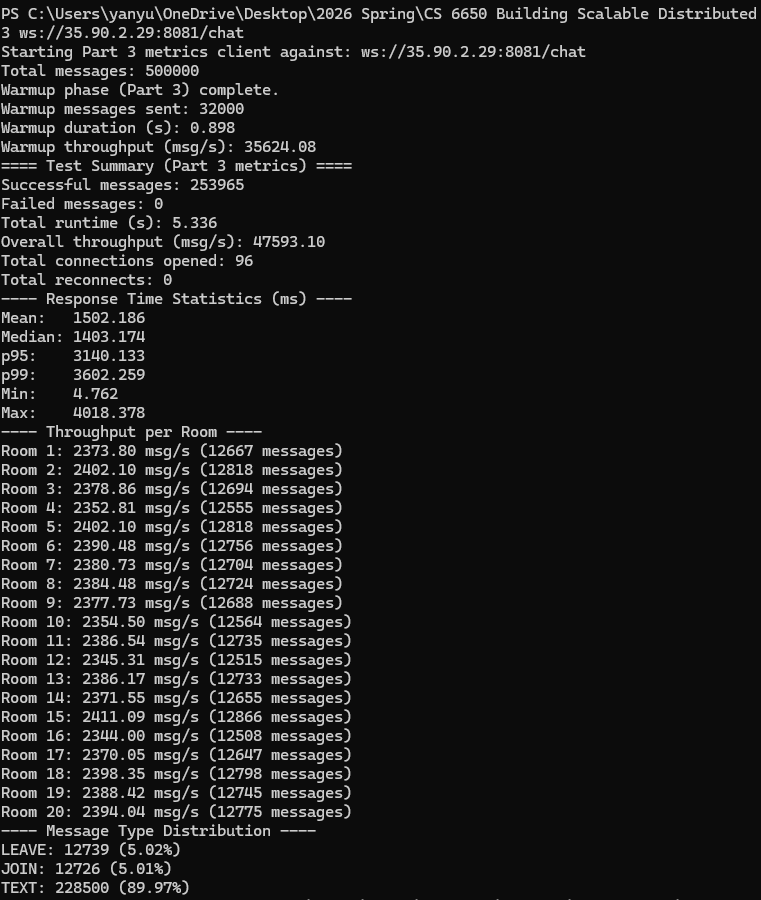 PS C:\Users\yanyu\OneDrive\Desktop\2026 Spring\CS 6650 Building Scalable Distributed
3 ws://35.90.2.29:8081/chat
Starting Part 3 metrics client against: ws://35.90.2.29:8081/chat
Total messages: 500000
Warmup phase (Part 3) complete.
Warmup messages sent: 32000
Warmup duration (s): 0.898
Warmup throughput (msg/s): 35624.08
==== Test Summary (Part 3 metrics) ====
Successful messages: 253965
Failed messages: 0
Total runtime (s): 5.336
Overall throughput (msg/s): 47593.10
Total connections opened: 96
Total reconnects: 0
---- Response Time Statistics (ms) ----
Mean:   1502.186
Median: 1403.174
p95:    3140.133
p99:    3602.259
Min:    4.762
Max:    4018.378
---- Throughput per Room ----
Room 1: 2373.80 msg/s (12667 messages)
Room 2: 2402.10 msg/s (12818 messages)
Room 3: 2378.86 msg/s (12694 messages)
Room 4: 2352.81 msg/s (12555 messages)
Room 5: 2402.10 msg/s (12818 messages)
Room 6: 2390.48 msg/s (12756 messages)
Room 7: 2380.73 msg/s (12704 messages)
Room 8: 2384.48 msg/s (12724 messages)
Room 9: 2377.73 msg/s (12688 messages)
Room 10: 2354.50 msg/s (12564 messages)
Room 11: 2386.54 msg/s (12735 messages)
Room 12: 2345.31 msg/s (12515 messages)
Room 13: 2386.17 msg/s (12733 messages)
Room 14: 2371.55 msg/s (12655 messages)
Room 15: 2411.09 msg/s (12866 messages)
Room 16: 2344.00 msg/s (12508 messages)
Room 17: 2370.05 msg/s (12647 messages)
Room 18: 2398.35 msg/s (12798 messages)
Room 19: 2388.42 msg/s (12745 messages)
Room 20: 2394.04 msg/s (12775 messages)
---- Message Type Distribution ----
LEAVE: 12739 (5.02%)
JOIN: 12726 (5.01%)
TEXT: 228500 (89.97%)